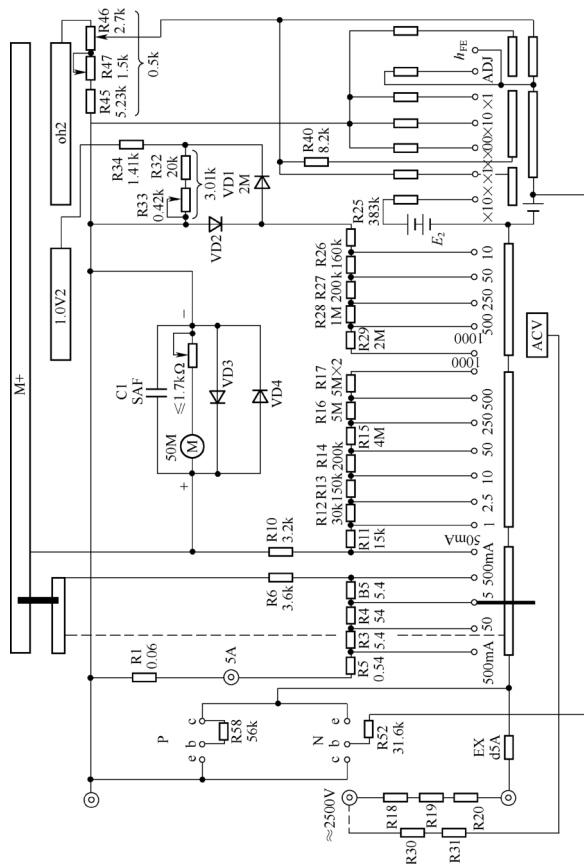 R46
2.7k
R47
1.5k
R45
5.23k
0.5k
oh2
1.0V2
M+
R34
1.41k
R32
20k
R33
0.42k
3.01k
VD1
2M
VD2
R40
8.2k
hFE
ADJ
×1
×10
×100
×1k
×10k
R25
383k
E₂
R26
160k
R27
200k
R28
1M
R29
2M
10
50
250
500
1000
1000
ACV
C1
SAF
≤1.7kΩ
−
VD3
VD4
50M
M
+
R17
5M×2
R16
5M
R15
4M
R14
200k
R13
150k
R12
30k
R11
15k
500
250
50
10
2.5
1
R10
3.2k
R6
3.6k
50mA
500mA
5
50
500mA
B5
5.4
R4
54
R3
5.4
R5
0.54
R1
0.06
5A
P
c
b
e
R58
56k
N
e
b
c
R52
31.6k
EX
d5A
≈2500V
R18
R19
R20
R30
R31